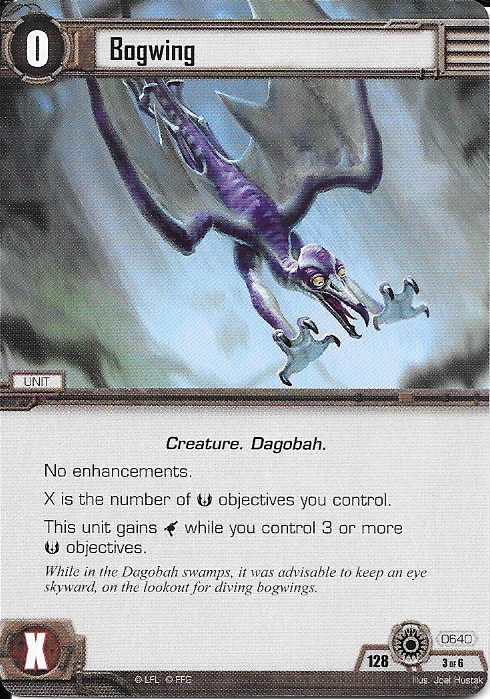 0
Bogwing
UNIT
Creature. Dagobah.
No enhancements.
X is the number of objectives you control.
This unit gains while you control 3 or more
objectives.
While in the Dagobah swamps, it was advisable to keep an eye
skyward, on the lookout for diving bogwings.
X
128
0640
3 OF 6
© LFL © FFG
Illus. Joel Hustak